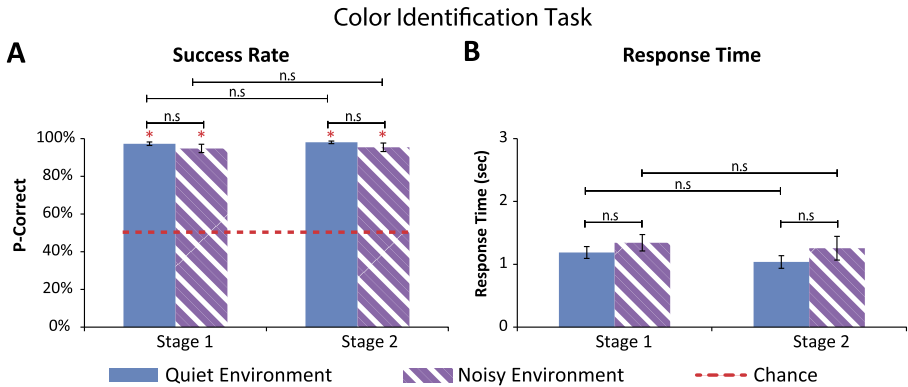 Color Identification Task
A
Success Rate
n.s
n.s
n.s
n.s
* * * *
100%
80%
60%
40%
20%
0%
P-Correct
Stage 1
Stage 2
B
Response Time
n.s
n.s
n.s
n.s
3
2
1
0
Response Time (sec)
Stage 1
Stage 2
Quiet Environment
Noisy Environment
Chance